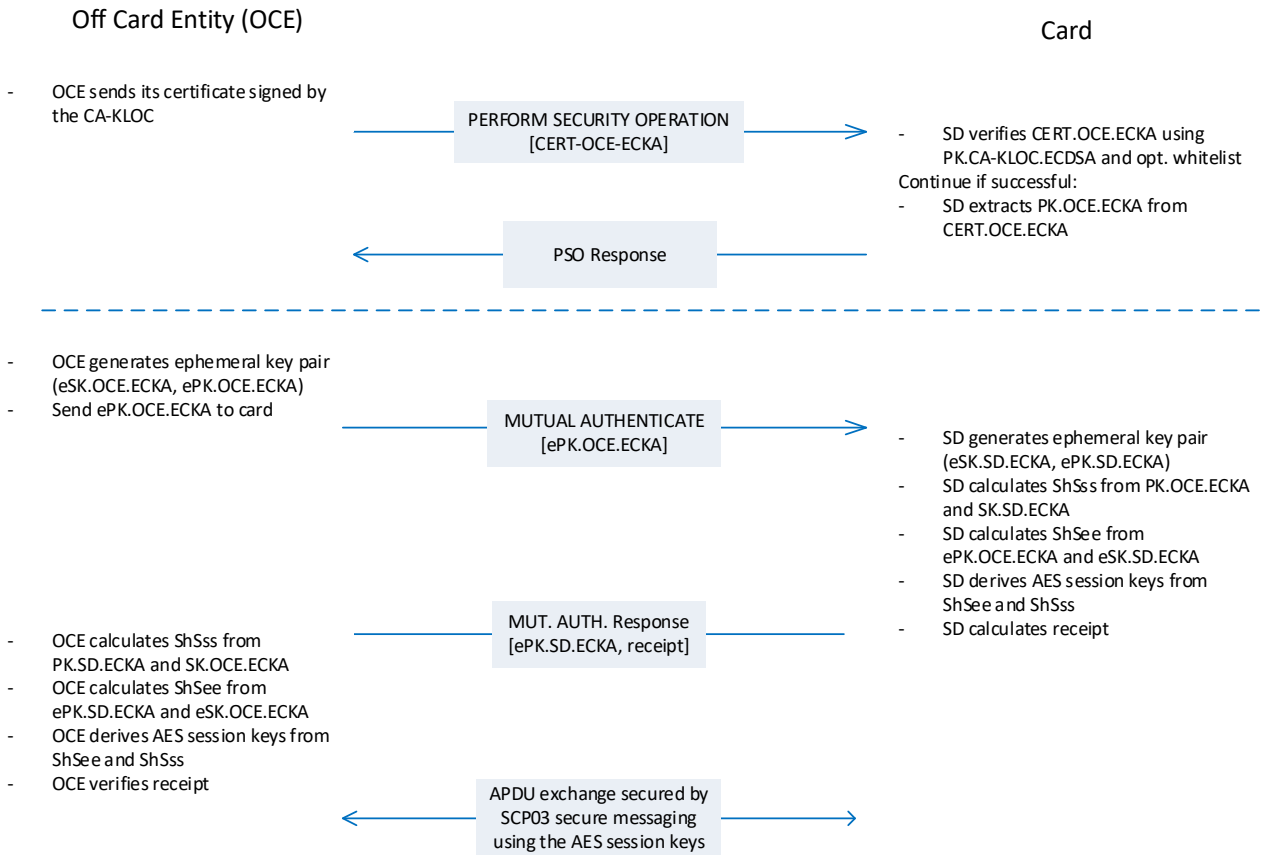 Off Card Entity (OCE)
Card
- OCE sends its certificate signed by
the CA-KLOC
PERFORM SECURITY OPERATION
[CERT-OCE-ECKA]
- SD verifies CERT.OCE.ECKA using
PK.CA-KLOC.ECDSA and opt. whitelist
Continue if successful:
- SD extracts PK.OCE.ECKA from
CERT.OCE.ECKA
PSO Response
- OCE generates ephemeral key pair
(eSK.OCE.ECKA, ePK.OCE.ECKA)
- Send ePK.OCE.ECKA to card
MUTUAL AUTHENTICATE
[ePK.OCE.ECKA]
- SD generates ephemeral key pair
(eSK.SD.ECKA, ePK.SD.ECKA)
- SD calculates ShSss from PK.OCE.ECKA
and SK.SD.ECKA
- SD calculates ShSee from
ePK.OCE.ECKA and eSK.SD.ECKA
- SD derives AES session keys from
ShSee and ShSss
- SD calculates receipt
MUT. AUTH. Response
[ePK.SD.ECKA, receipt]
- OCE calculates ShSss from
PK.SD.ECKA and SK.OCE.ECKA
- OCE calculates ShSee from
ePK.SD.ECKA and eSK.OCE.ECKA
- OCE derives AES session keys from
ShSee and ShSss
- OCE verifies receipt
APDU exchange secured by
SCP03 secure messaging
using the AES session keys